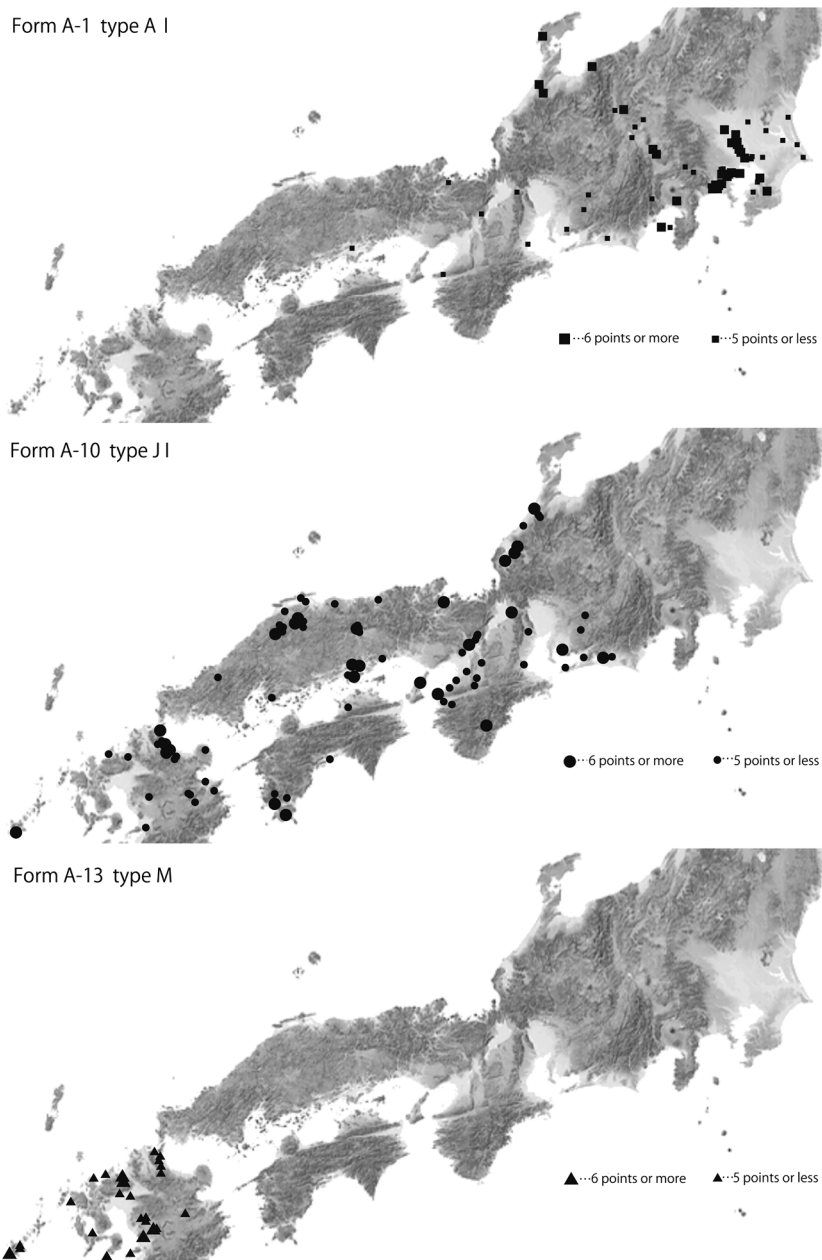 Form A-1 type A I
■…6 points or more ■…5 points or less
Form A-10 type J I
●…6 points or more ●…5 points or less
Form A-13 type M
▲…6 points or more ▲…5 points or less